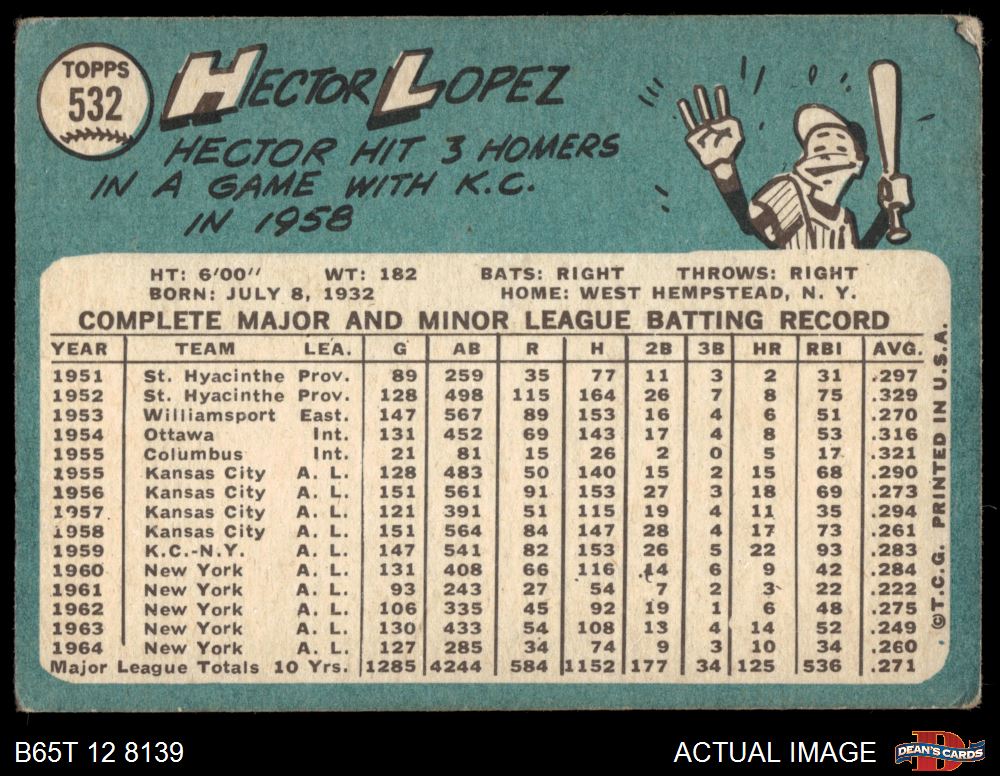 TOPPS
532
HECTOR LOPEZ
HECTOR HIT 3 HOMERS
IN A GAME WITH K.C.
IN 1958
HT: 6'00" WT: 182 BATS: RIGHT THROWS: RIGHT
BORN: JULY 8, 1932 HOME: WEST HEMPSTEAD, N. Y.
COMPLETE MAJOR AND MINOR LEAGUE BATTING RECORD
YEAR TEAM LEA. G AB R H 2B 3B HR RBI AVG.
1951 St. Hyacinthe Prov. 89 259 35 77 11 3 2 31 .297
1952 St. Hyacinthe Prov. 128 498 115 164 26 7 8 75 .329
1953 Williamsport East. 147 567 89 153 16 4 6 51 .270
1954 Ottawa Int. 131 452 69 143 17 4 8 53 .316
1955 Columbus Int. 21 81 15 26 2 0 5 17 .321
1955 Kansas City A. L. 128 483 50 140 15 2 15 68 .290
1956 Kansas City A. L. 151 561 91 153 27 3 18 69 .273
1957 Kansas City A. L. 121 391 51 115 19 4 11 35 .294
1958 Kansas City A. L. 151 564 84 147 28 4 17 73 .261
1959 K.C.-N.Y. A. L. 147 541 82 153 26 5 22 93 .283
1960 New York A. L. 131 408 66 116 14 6 9 42 .284
1961 New York A. L. 93 243 27 54 7 2 3 22 .222
1962 New York A. L. 106 335 45 92 19 1 6 48 .275
1963 New York A. L. 130 433 54 108 13 4 14 52 .249
1964 New York A. L. 127 285 34 74 9 3 10 34 .260
Major League Totals 10 Yrs. 1285 4244 584 1152 177 34 125 536 .271
©T.C.G. PRINTED IN U.S.A.
B65T 12 8139
ACTUAL IMAGE
DEAN'S CARDS